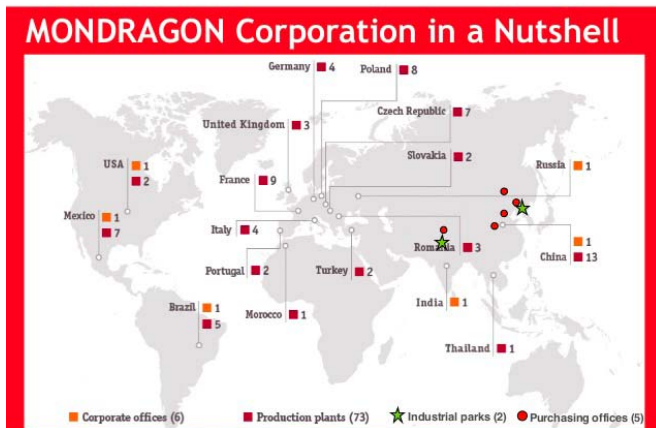 MONDRAGON Corporation in a Nutshell
Germany 4
Poland 8
Czech Republic 7
United Kingdom 3
Slovakia 2
USA 1
2
Russia 1
France 9
Mexico 1
7
Italy 4
Romania 3
1
China 13
Portugal 2
Turkey 2
Brazil 1
5
Morocco 1
India 1
Thailand 1
Corporate offices (6)
Production plants (73)
Industrial parks (2)
Purchasing offices (5)